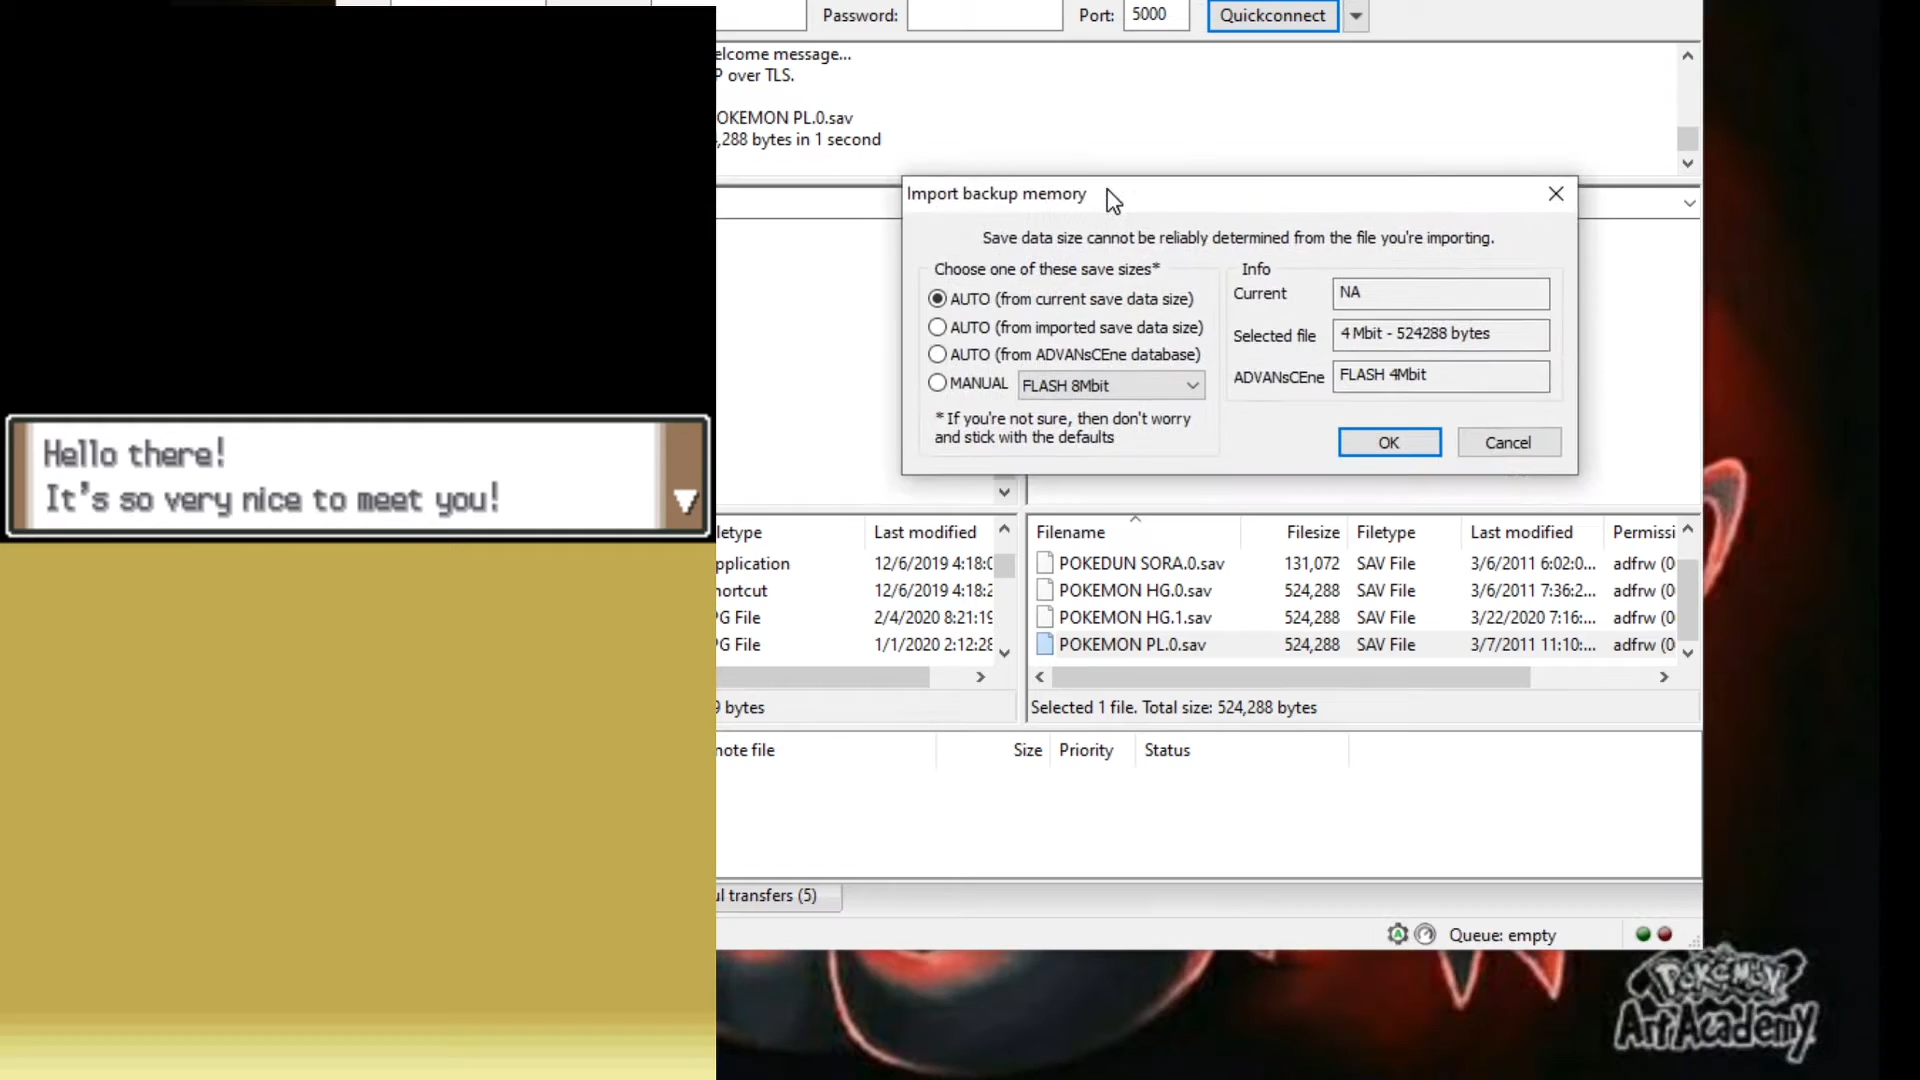 Password: Port: 5000 Quickconnect
elcome message...
P over TLS.
OKEMON PL.0.sav
,288 bytes in 1 second
Import backup memory
Save data size cannot be reliably determined from the file you're importing.
Choose one of these save sizes*
AUTO (from current save data size)
AUTO (from imported save data size)
AUTO (from ADVANsCEne database)
MANUAL FLASH 8Mbit
* If you're not sure, then don't worry
and stick with the defaults
Info
Current NA
Selected file 4 Mbit - 524288 bytes
ADVANsCEne FLASH 4Mbit
OK Cancel
Hello there!
It's so very nice to meet you!
letype Last modified
pplication 12/6/2019 4:18:0
hortcut 12/6/2019 4:18:2
PG File 2/4/2020 8:21:19
PG File 1/1/2020 2:12:28
9 bytes
Filename Filesize Filetype Last modified Permissi
POKEDUN SORA.0.sav 131,072 SAV File 3/6/2011 6:02:0... adfrw (0
POKEMON HG.0.sav 524,288 SAV File 3/6/2011 7:36:2... adfrw (0
POKEMON HG.1.sav 524,288 SAV File 3/22/2020 7:16:... adfrw (0
POKEMON PL.0.sav 524,288 SAV File 3/7/2011 11:10:... adfrw (0
Selected 1 file. Total size: 524,288 bytes
mote file Size Priority Status
ul transfers (5)
Queue: empty
POKéMON
Art Academy